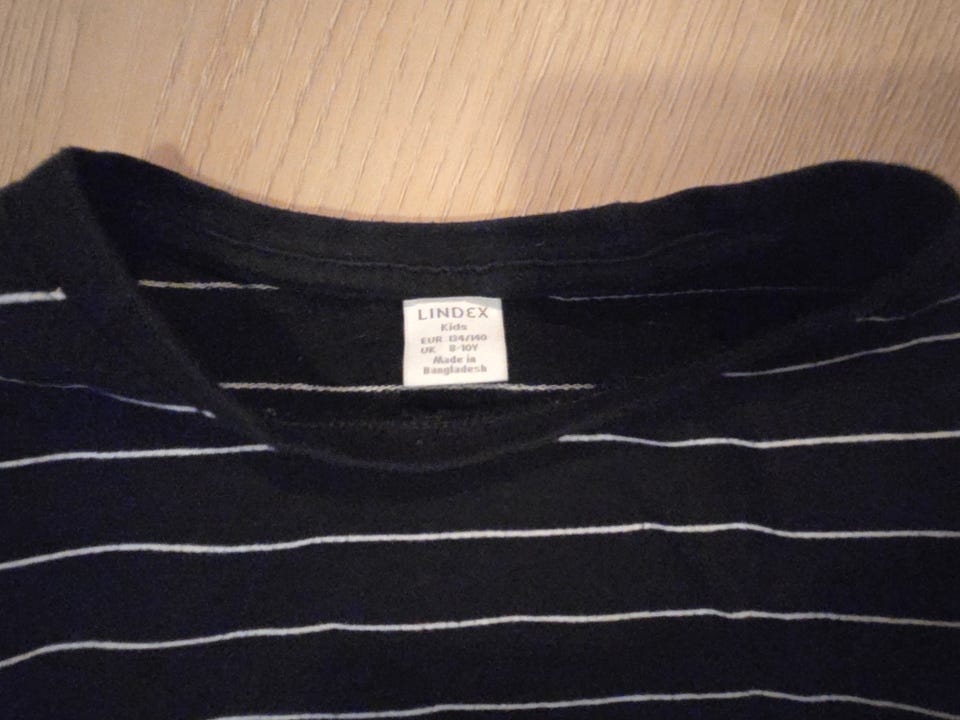 LINDEX
Kids
EUR 134/140
UK 8-10Y
Made in
Bangladesh